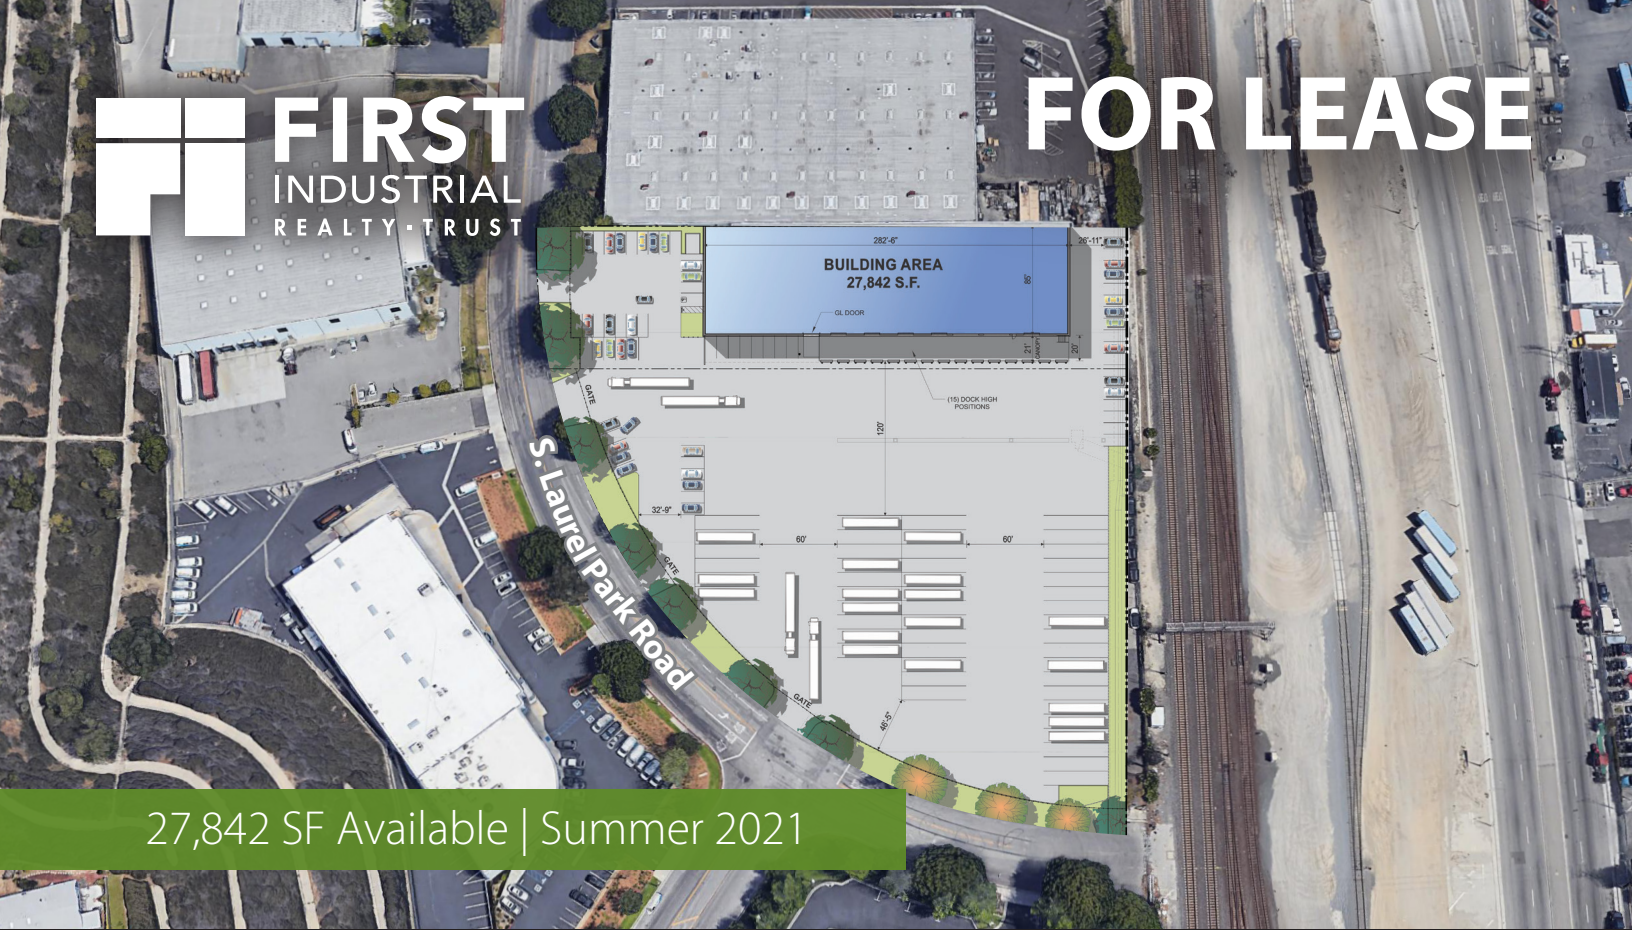 FIRST
INDUSTRIAL
REALTY · TRUST
FOR LEASE
282'-6"
26'-11"
BUILDING AREA
27,842 S.F.
86'
GL DOOR
21'
CANOPY
20'
GATE
(15) DOCK HIGH
POSITIONS
120'
S. Laurel Park Road
32'-9"
60'
60'
GATE
GATE
46'-5"
27,842 SF Available | Summer 2021